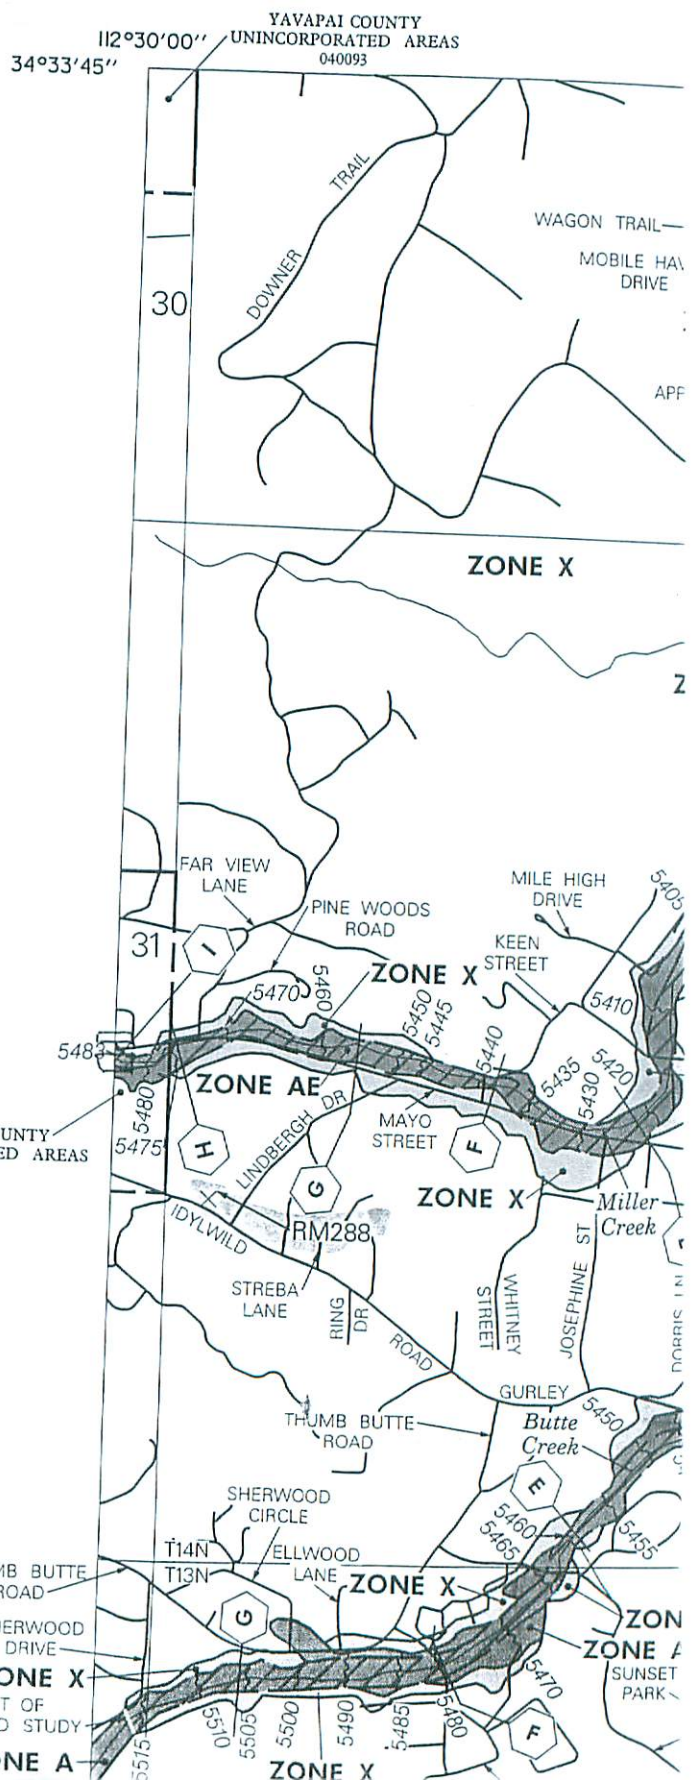 YAVAPAI COUNTY
UNINCORPORATED AREAS
040093
112°30'00"
34°33'45"
TRAIL
DOWNER
WAGON TRAIL
MOBILE HAV
DRIVE
30
APP
ZONE X
Z
FAR VIEW
LANE
MILE HIGH
DRIVE
5405
PINE WOODS
ROAD
KEEN
STREET
31
I
ZONE X
5470
5460
5450
5445
5410
5440
5435
5430
5420
5483
5480
5475
ZONE AE
UNTY
ED AREAS
H
LINDBERGH DR
G
MAYO
STREET
F
ZONE X
Miller
Creek
IDYLWILD
RM288
STREBA
LANE
RING
DR
ROAD
WHITNEY
STREET
JOSEPHINE ST
DORRIS LN
GURLEY
THUMB BUTTE
ROAD
Butte
Creek
5450
E
SHERWOOD
CIRCLE
5460
5465
5455
T14N
T13N
ELLWOOD
LANE
MB BUTTE
ROAD
ZONE X
G
ZON
ERWOOD
DRIVE
ZONE A
SUNSET
PARK
ONE X
T OF
D STUDY
5470
5515
5510
5505
5500
5490
5485
5480
F
NE A
ZONE X